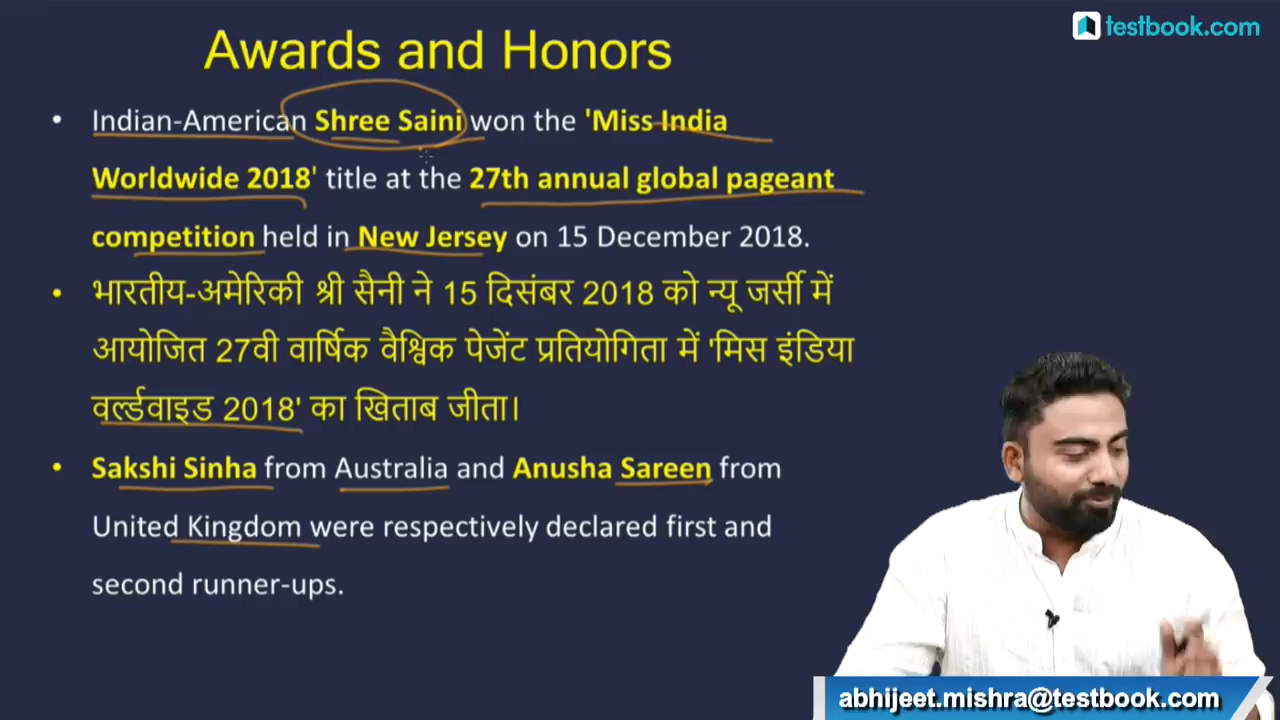 testbook.com
Awards and Honors
• Indian-American Shree Saini won the 'Miss India
Worldwide 2018' title at the 27th annual global pageant
competition held in New Jersey on 15 December 2018.
• भारतीय-अमेरिकी श्री सैनी ने 15 दिसंबर 2018 को न्यू जर्सी में
आयोजित 27वी वार्षिक वैश्विक पेजेंट प्रतियोगिता में 'मिस इंडिया
वर्ल्डवाइड 2018' का खिताब जीता।
• Sakshi Sinha from Australia and Anusha Sareen from
United Kingdom were respectively declared first and
second runner-ups.
abhijeet.mishra@testbook.com